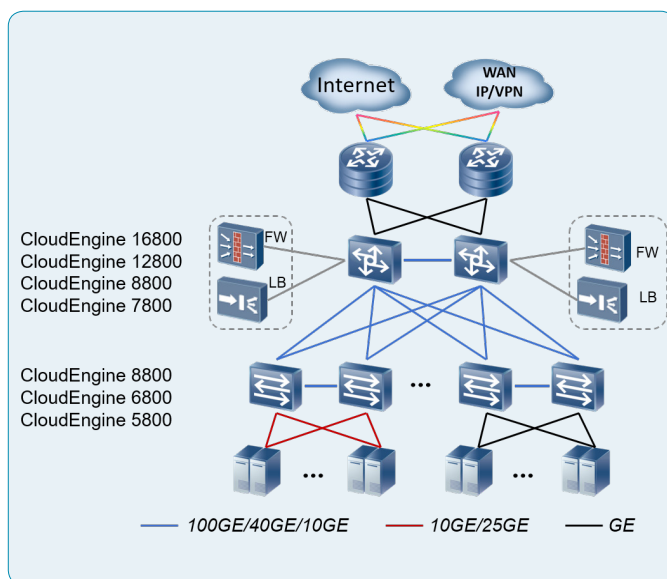 Internet
WAN
IP/VPN
CloudEngine 16800
CloudEngine 12800
CloudEngine 8800
CloudEngine 7800
FW
LB
FW
LB
CloudEngine 8800
CloudEngine 6800
CloudEngine 5800
...
... ...
100GE/40GE/10GE 10GE/25GE GE